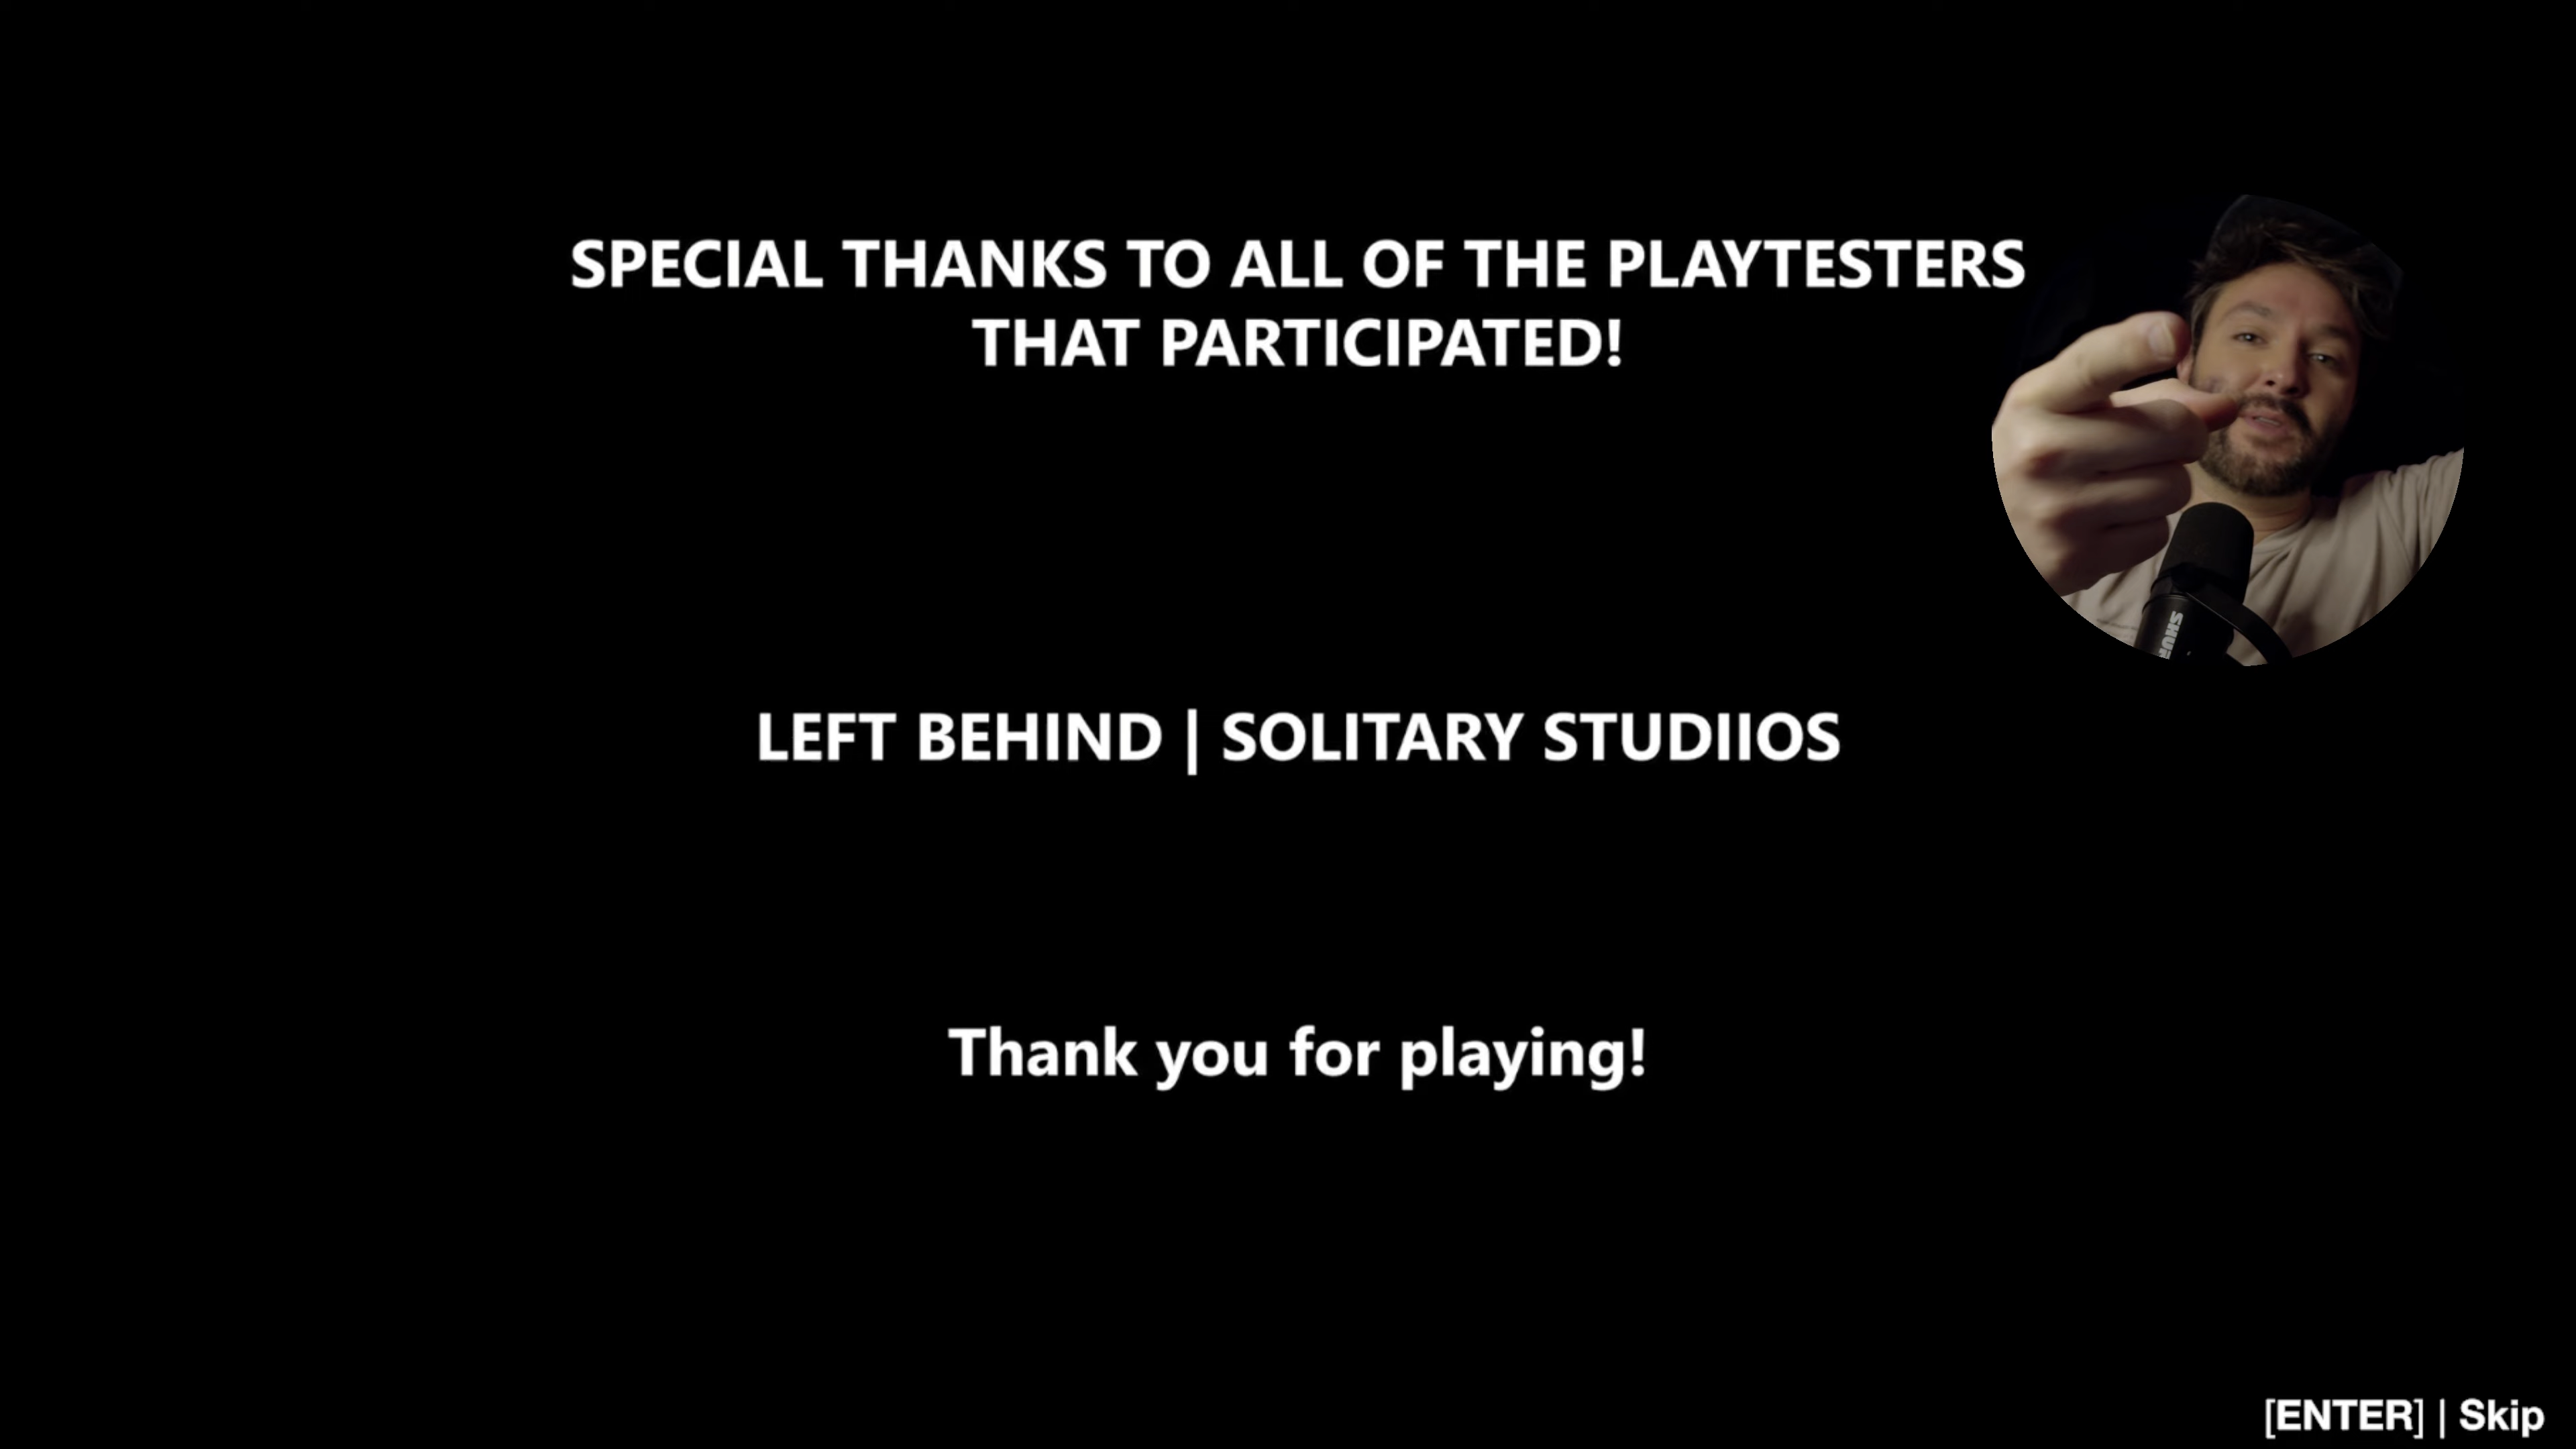 SPECIAL THANKS TO ALL OF THE PLAYTESTERS
THAT PARTICIPATED!
LEFT BEHIND | SOLITARY STUDIIOS
Thank you for playing!
SHUR
[ENTER] | Skip